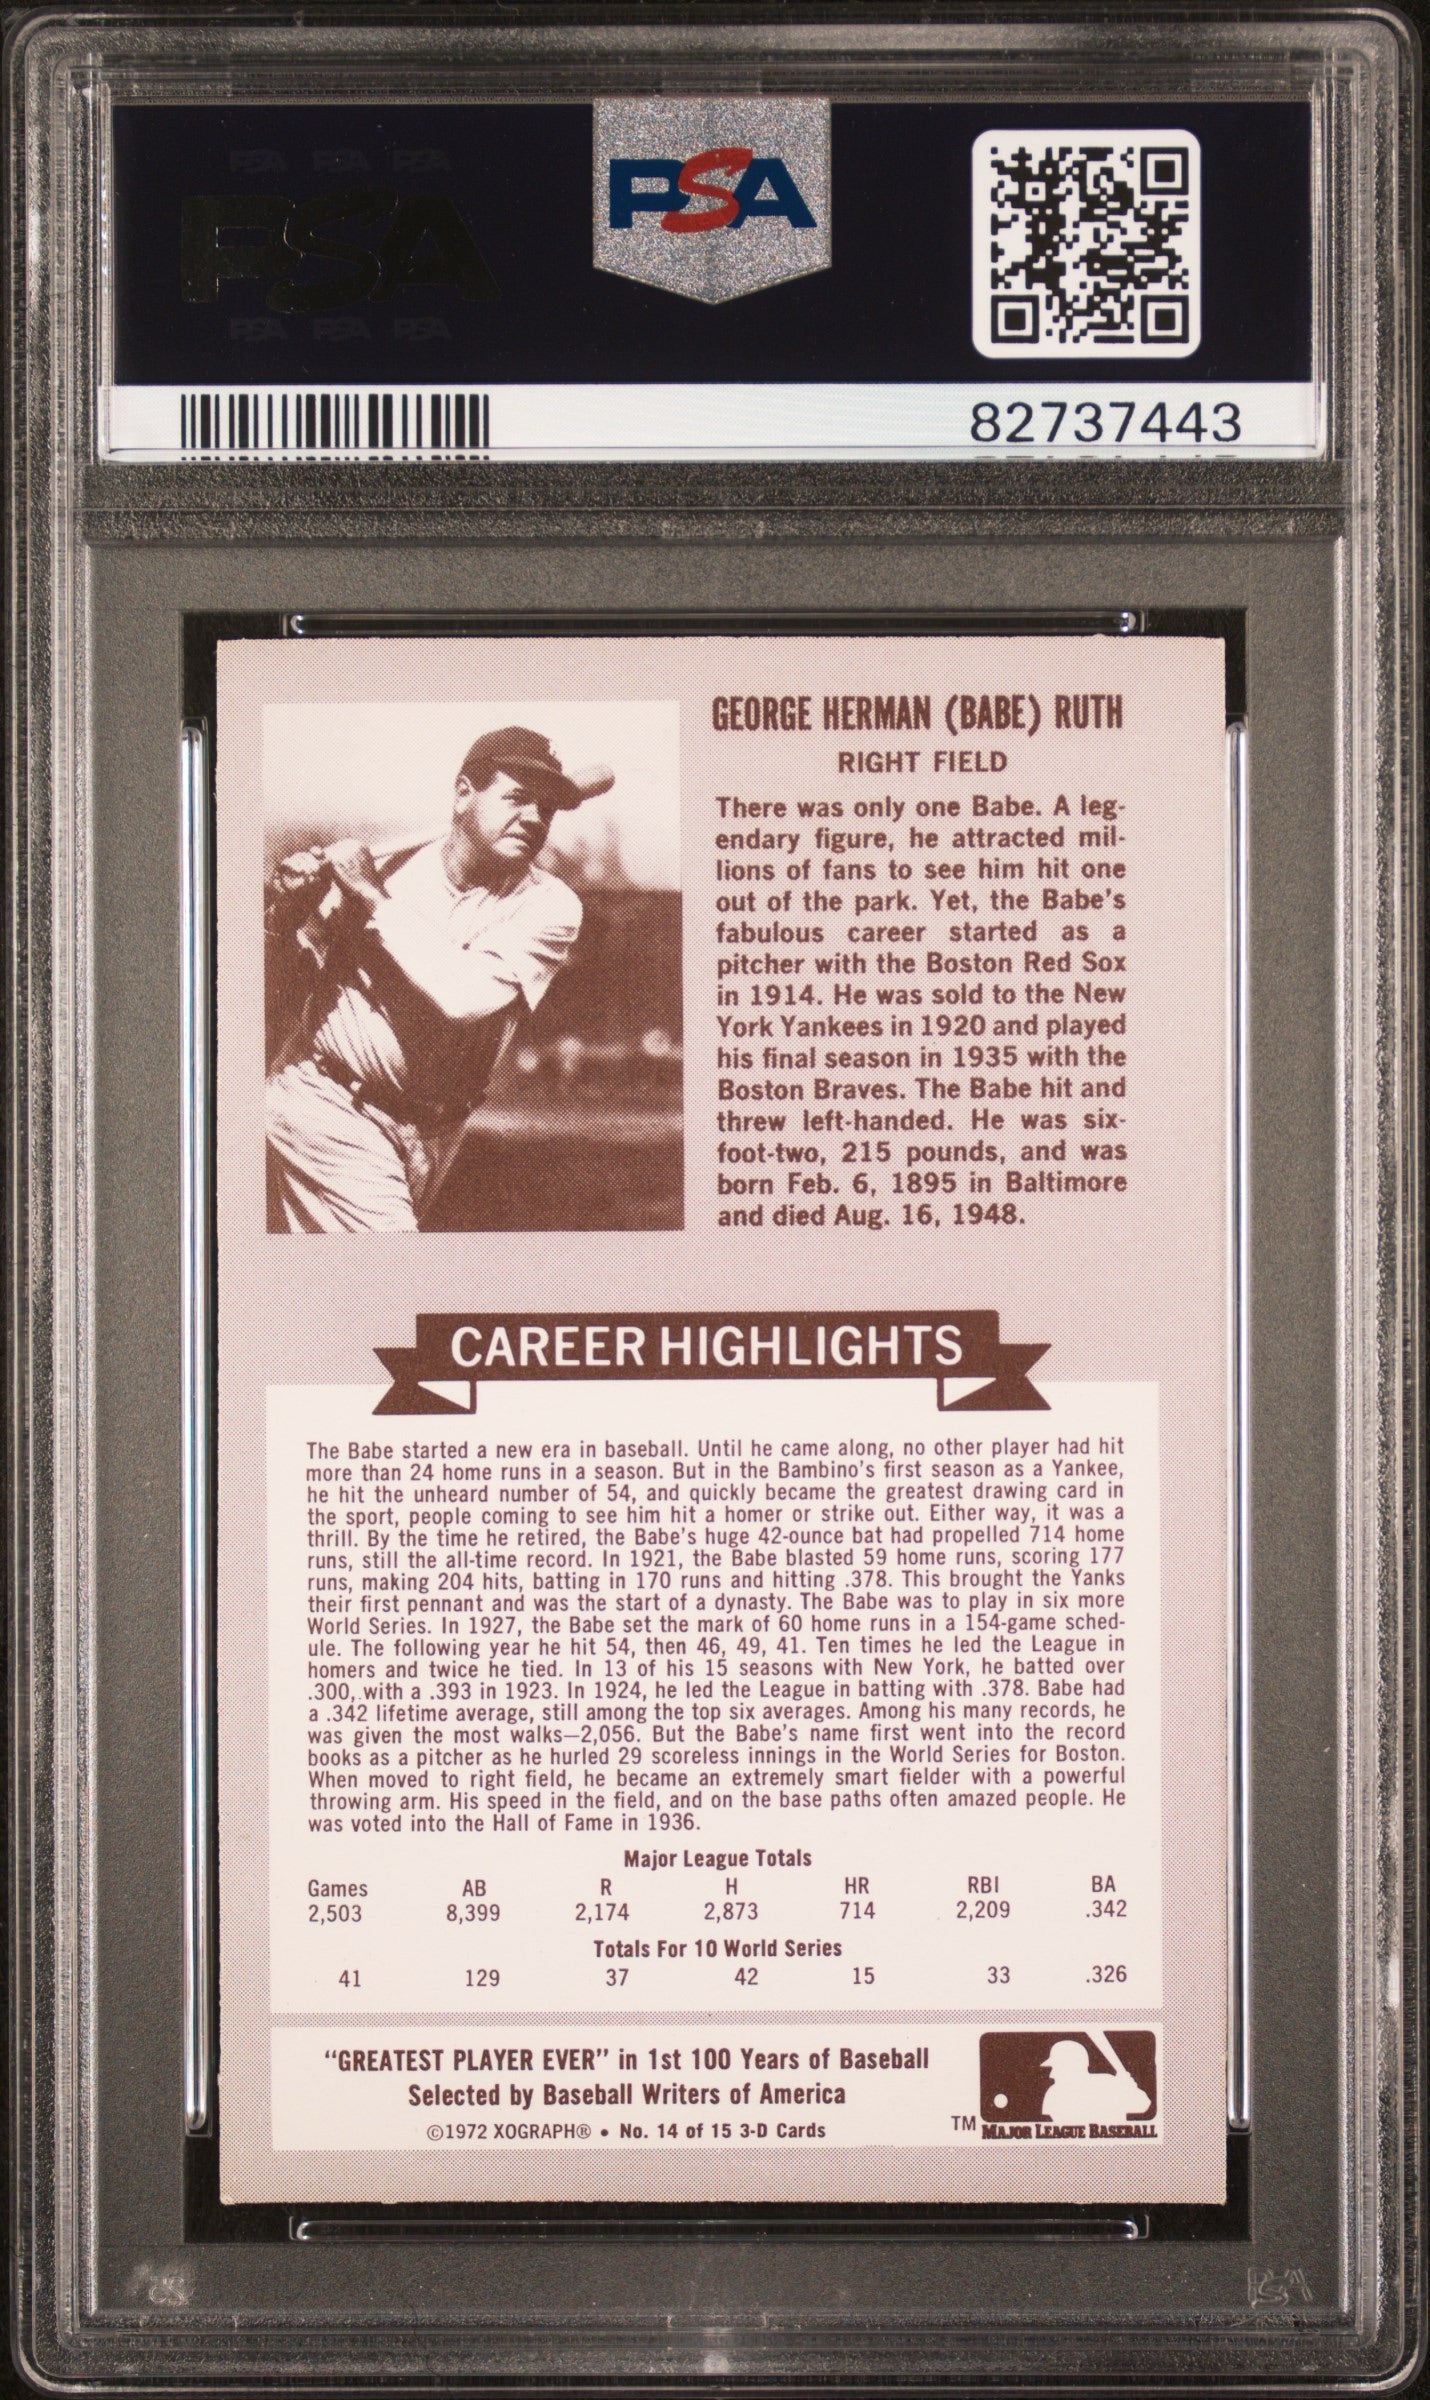 PSA PSA PSA
PSA
PSA PSA PSA
PSA
82737443
GEORGE HERMAN (BABE) RUTH
RIGHT FIELD
There was only one Babe. A leg-
endary figure, he attracted mil-
lions of fans to see him hit one
out of the park. Yet, the Babe's
fabulous career started as a
pitcher with the Boston Red Sox
in 1914. He was sold to the New
York Yankees in 1920 and played
his final season in 1935 with the
Boston Braves. The Babe hit and
threw left-handed. He was six-
foot-two, 215 pounds, and was
born Feb. 6, 1895 in Baltimore
and died Aug. 16, 1948.
CAREER HIGHLIGHTS
The Babe started a new era in baseball. Until he came along, no other player had hit
more than 24 home runs in a season. But in the Bambino's first season as a Yankee,
he hit the unheard number of 54, and quickly became the greatest drawing card in
the sport, people coming to see him hit a homer or strike out. Either way, it was a
thrill. By the time he retired, the Babe's huge 42-ounce bat had propelled 714 home
runs, still the all-time record. In 1921, the Babe blasted 59 home runs, scoring 177
runs, making 204 hits, batting in 170 runs and hitting .378. This brought the Yanks
their first pennant and was the start of a dynasty. The Babe was to play in six more
World Series. In 1927, the Babe set the mark of 60 home runs in a 154-game sched-
ule. The following year he hit 54, then 46, 49, 41. Ten times he led the League in
homers and twice he tied. In 13 of his 15 seasons with New York, he batted over
.300, with a .393 in 1923. In 1924, he led the League in batting with .378. Babe had
a .342 lifetime average, still among the top six averages. Among his many records, he
was given the most walks—2,056. But the Babe's name first went into the record
books as a pitcher as he hurled 29 scoreless innings in the World Series for Boston.
When moved to right field, he became an extremely smart fielder with a powerful
throwing arm. His speed in the field, and on the base paths often amazed people. He
was voted into the Hall of Fame in 1936.
Major League Totals
Games AB R H HR RBI BA
2,503 8,399 2,174 2,873 714 2,209 .342
Totals For 10 World Series
41 129 37 42 15 33 .326
"GREATEST PLAYER EVER" in 1st 100 Years of Baseball
Selected by Baseball Writers of America
©1972 XOGRAPH® • No. 14 of 15 3-D Cards
TM MAJOR LEAGUE BASEBALL
PSA